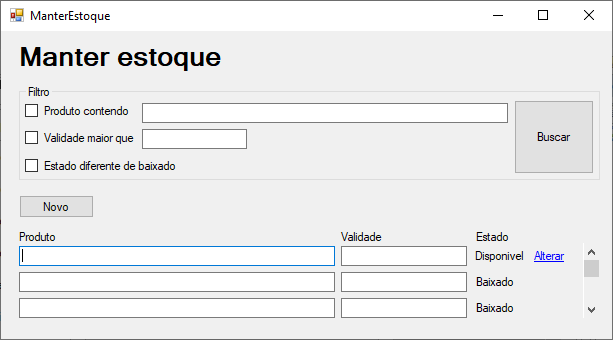 ManterEstoque
Manter estoque
Filtro
Produto contendo
Validade maior que
Estado diferente de baixado
Buscar
Novo
Produto Validade Estado
Disponivel Alterar
Baixado
Baixado